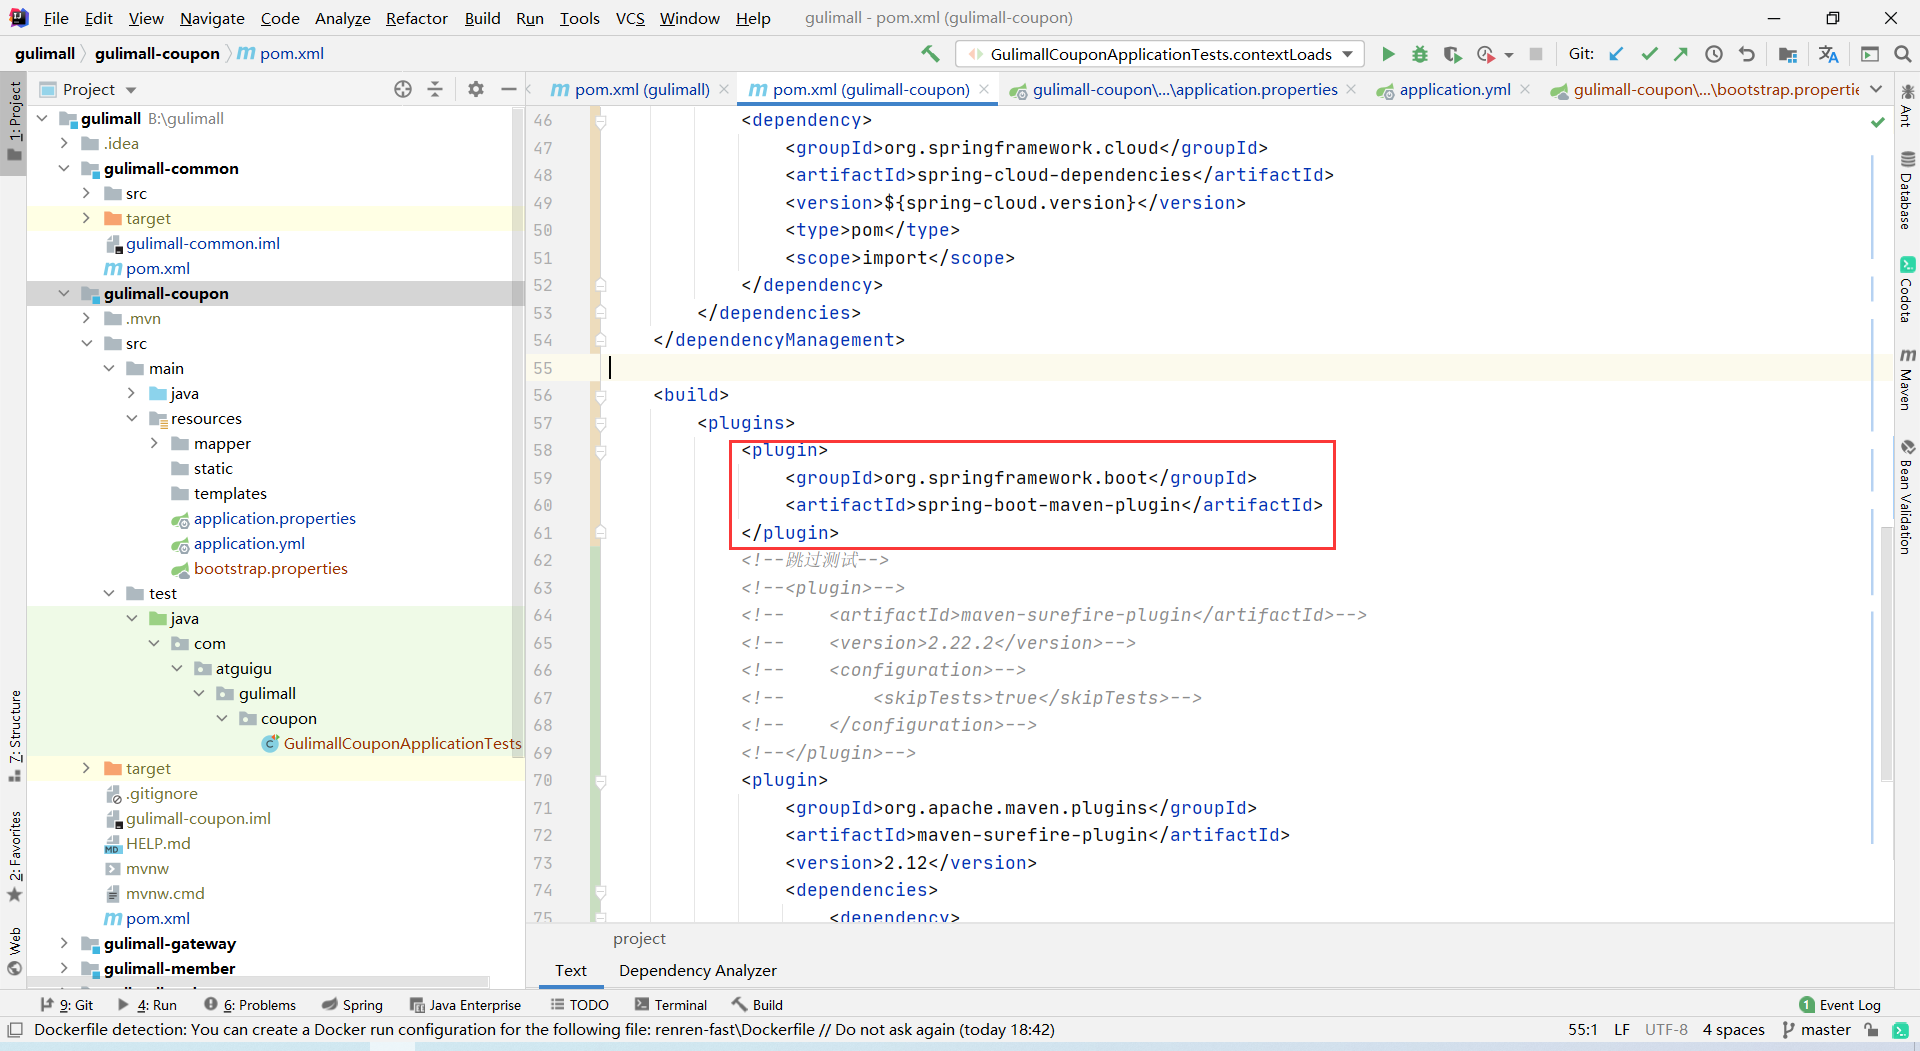 File Edit View Navigate Code Analyze Refactor Build Run Tools VCS Window Help gulimall - pom.xml (gulimall-coupon)
gulimall gulimall-coupon pom.xml GulimallCouponApplicationTests.contextLoads Git:
1: Project
7: Structure
2: Favorites
Web
Project
gulimall B:\gulimall
.idea
gulimall-common
src
target
gulimall-common.iml
pom.xml
gulimall-coupon
.mvn
src
main
java
resources
mapper
static
templates
application.properties
application.yml
bootstrap.properties
test
java
com
atguigu
gulimall
coupon
GulimallCouponApplicationTests
target
.gitignore
gulimall-coupon.iml
HELP.md
mvnw
mvnw.cmd
pom.xml
gulimall-gateway
gulimall-member
pom.xml (gulimall) pom.xml (gulimall-coupon) gulimall-coupon\...\application.properties application.yml gulimall-coupon\...\bootstrap.propertie
46 <dependency>
47 <groupId>org.springframework.cloud</groupId>
48 <artifactId>spring-cloud-dependencies</artifactId>
49 <version>${spring-cloud.version}</version>
50 <type>pom</type>
51 <scope>import</scope>
52 </dependency>
53 </dependencies>
54 </dependencyManagement>
55
56 <build>
57 <plugins>
58 <plugin>
59 <groupId>org.springframework.boot</groupId>
60 <artifactId>spring-boot-maven-plugin</artifactId>
61 </plugin>
62 <!--跳过测试-->
63 <!--<plugin>-->
64 <!--    <artifactId>maven-surefire-plugin</artifactId>-->
65 <!--    <version>2.22.2</version>-->
66 <!--    <configuration>-->
67 <!--        <skipTests>true</skipTests>-->
68 <!--    </configuration>-->
69 <!--</plugin>-->
70 <plugin>
71 <groupId>org.apache.maven.plugins</groupId>
72 <artifactId>maven-surefire-plugin</artifactId>
73 <version>2.12</version>
74 <dependencies>
75 <dependency>
project
Text Dependency Analyzer
Ant
Database
Codota
Maven
Bean Validation
9: Git 4: Run 6: Problems Spring Java Enterprise TODO Terminal Build 1 Event Log
Dockerfile detection: You can create a Docker run configuration for the following file: renren-fast\Dockerfile // Do not ask again (today 18:42) 55:1 LF UTF-8 4 spaces master